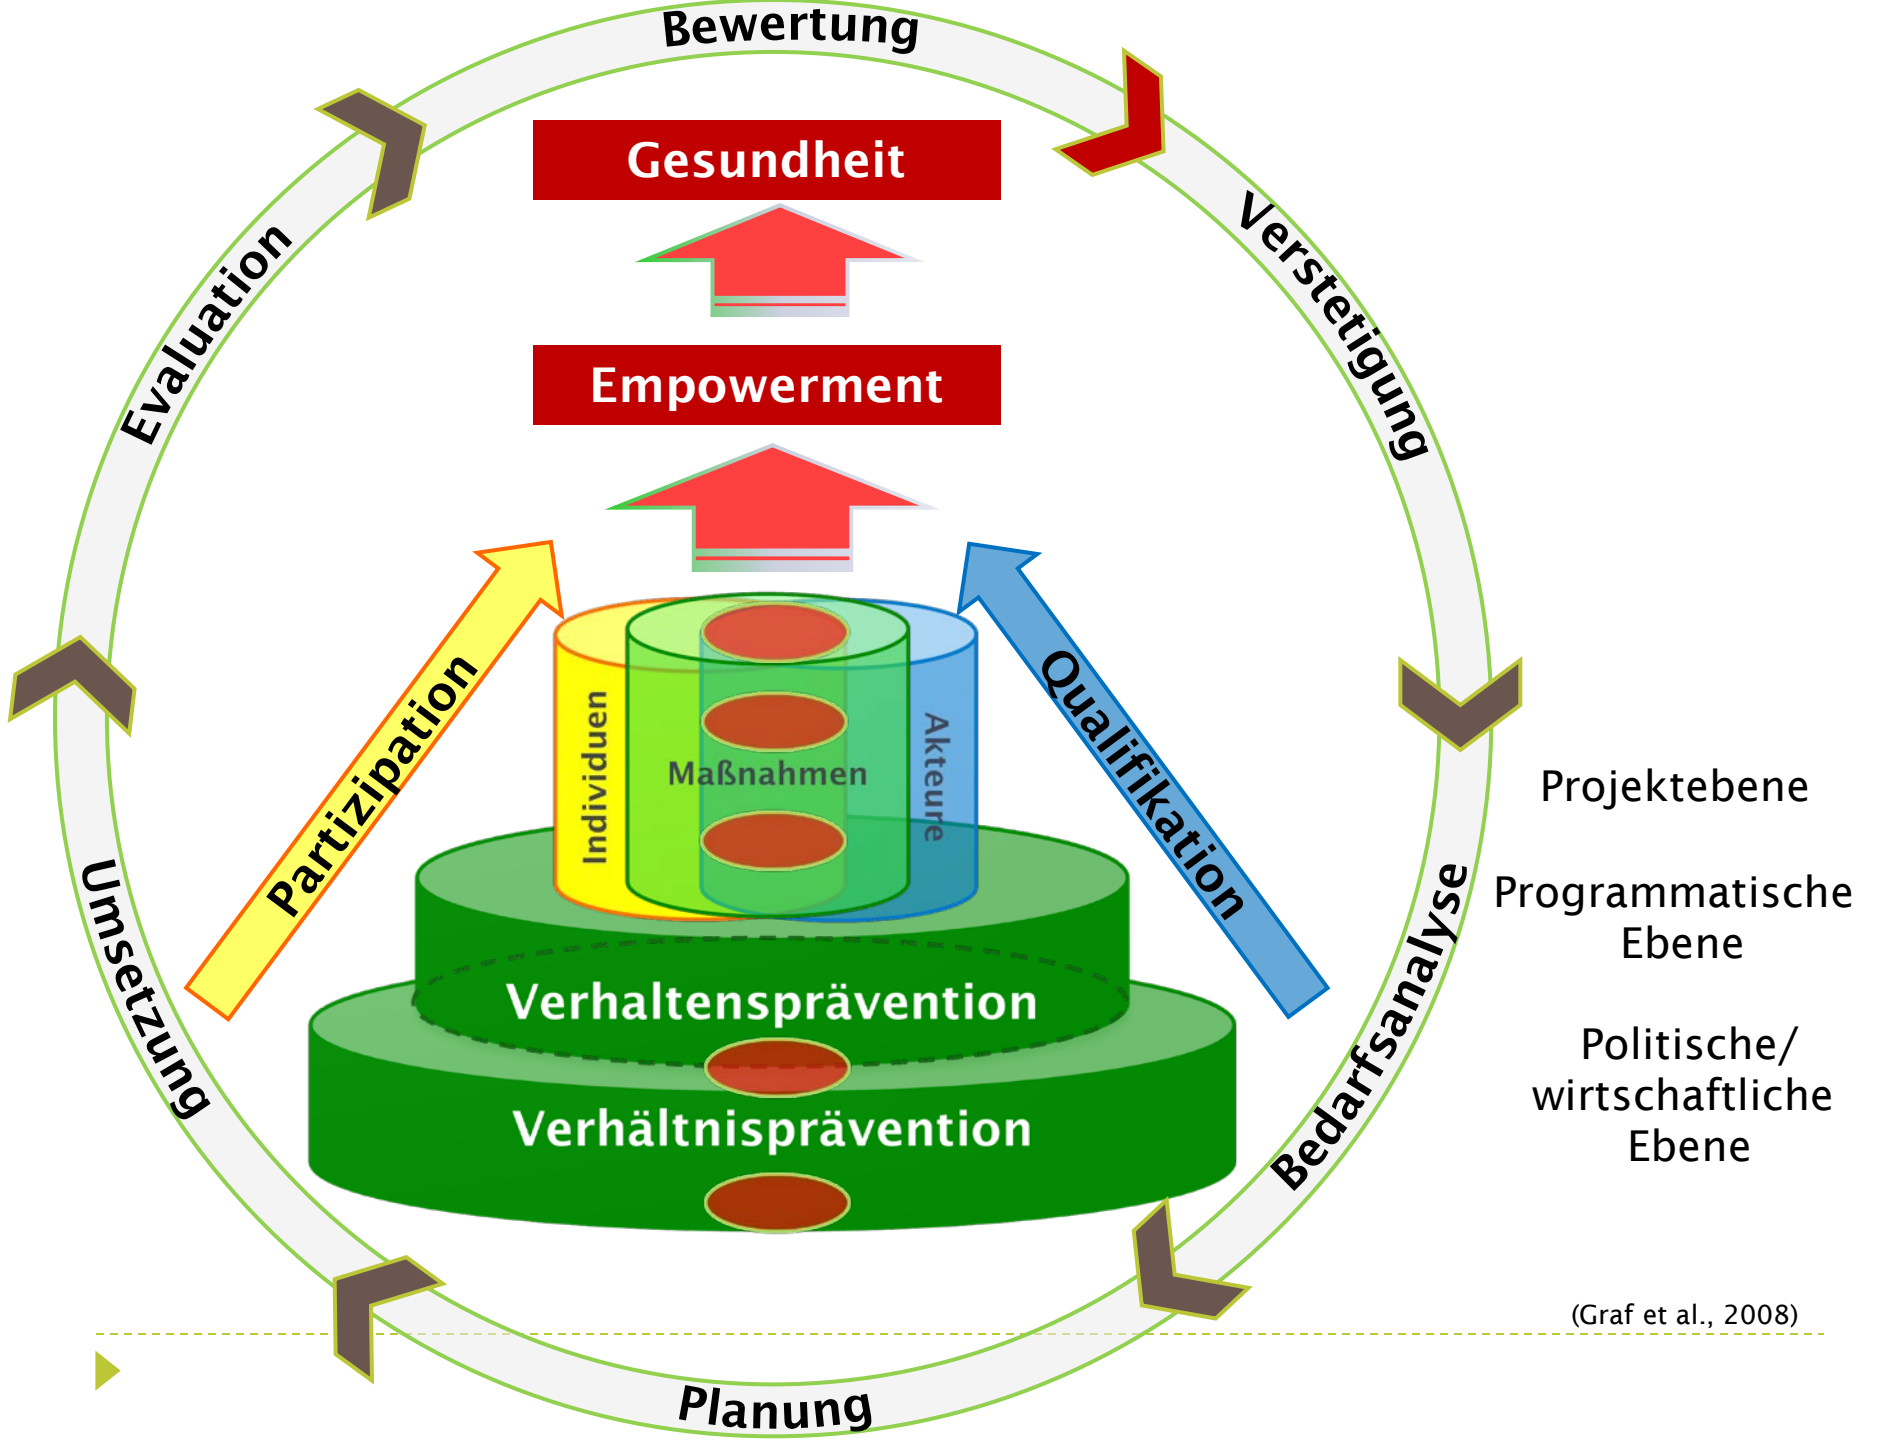 Bewertung
Gesundheit
Verstetigung
Evaluation
Empowerment
Partizipation
Qualifikation
Individuen
Maßnahmen
Akteure
Projektebene
Programmatische
Ebene
Umsetzung
Bedarfsanalyse
Verhaltensprävention
Politische/
wirtschaftliche
Ebene
Verhältnisprävention
(Graf et al., 2008)
Planung